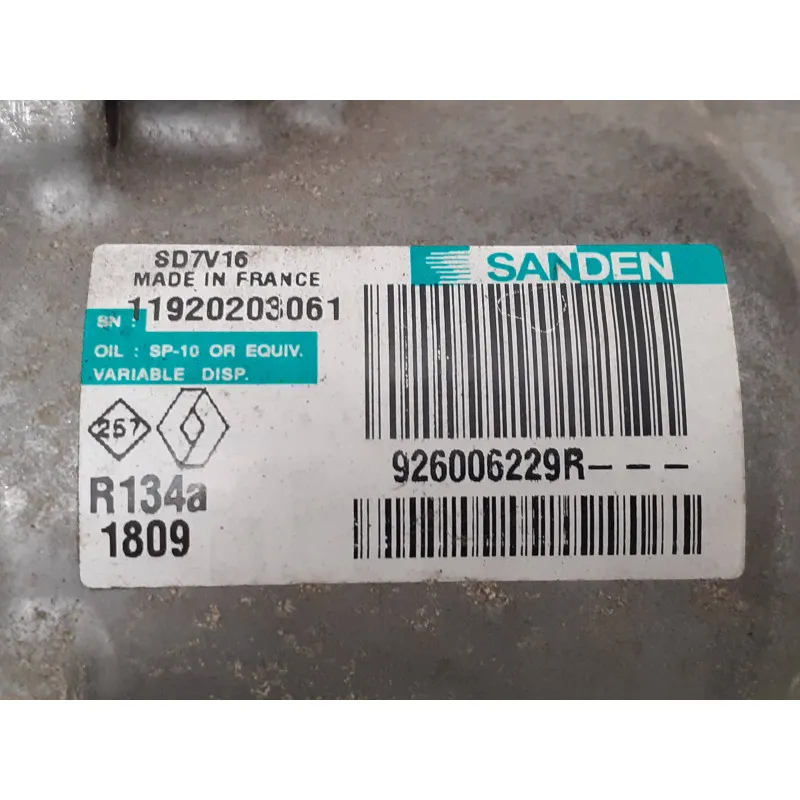 SD7V16
SANDEN
MADE IN FRANCE
SN : 11920203061
OIL : SP-10 OR EQUIV.
VARIABLE DISP.
257
926006229R---
R134a
1809